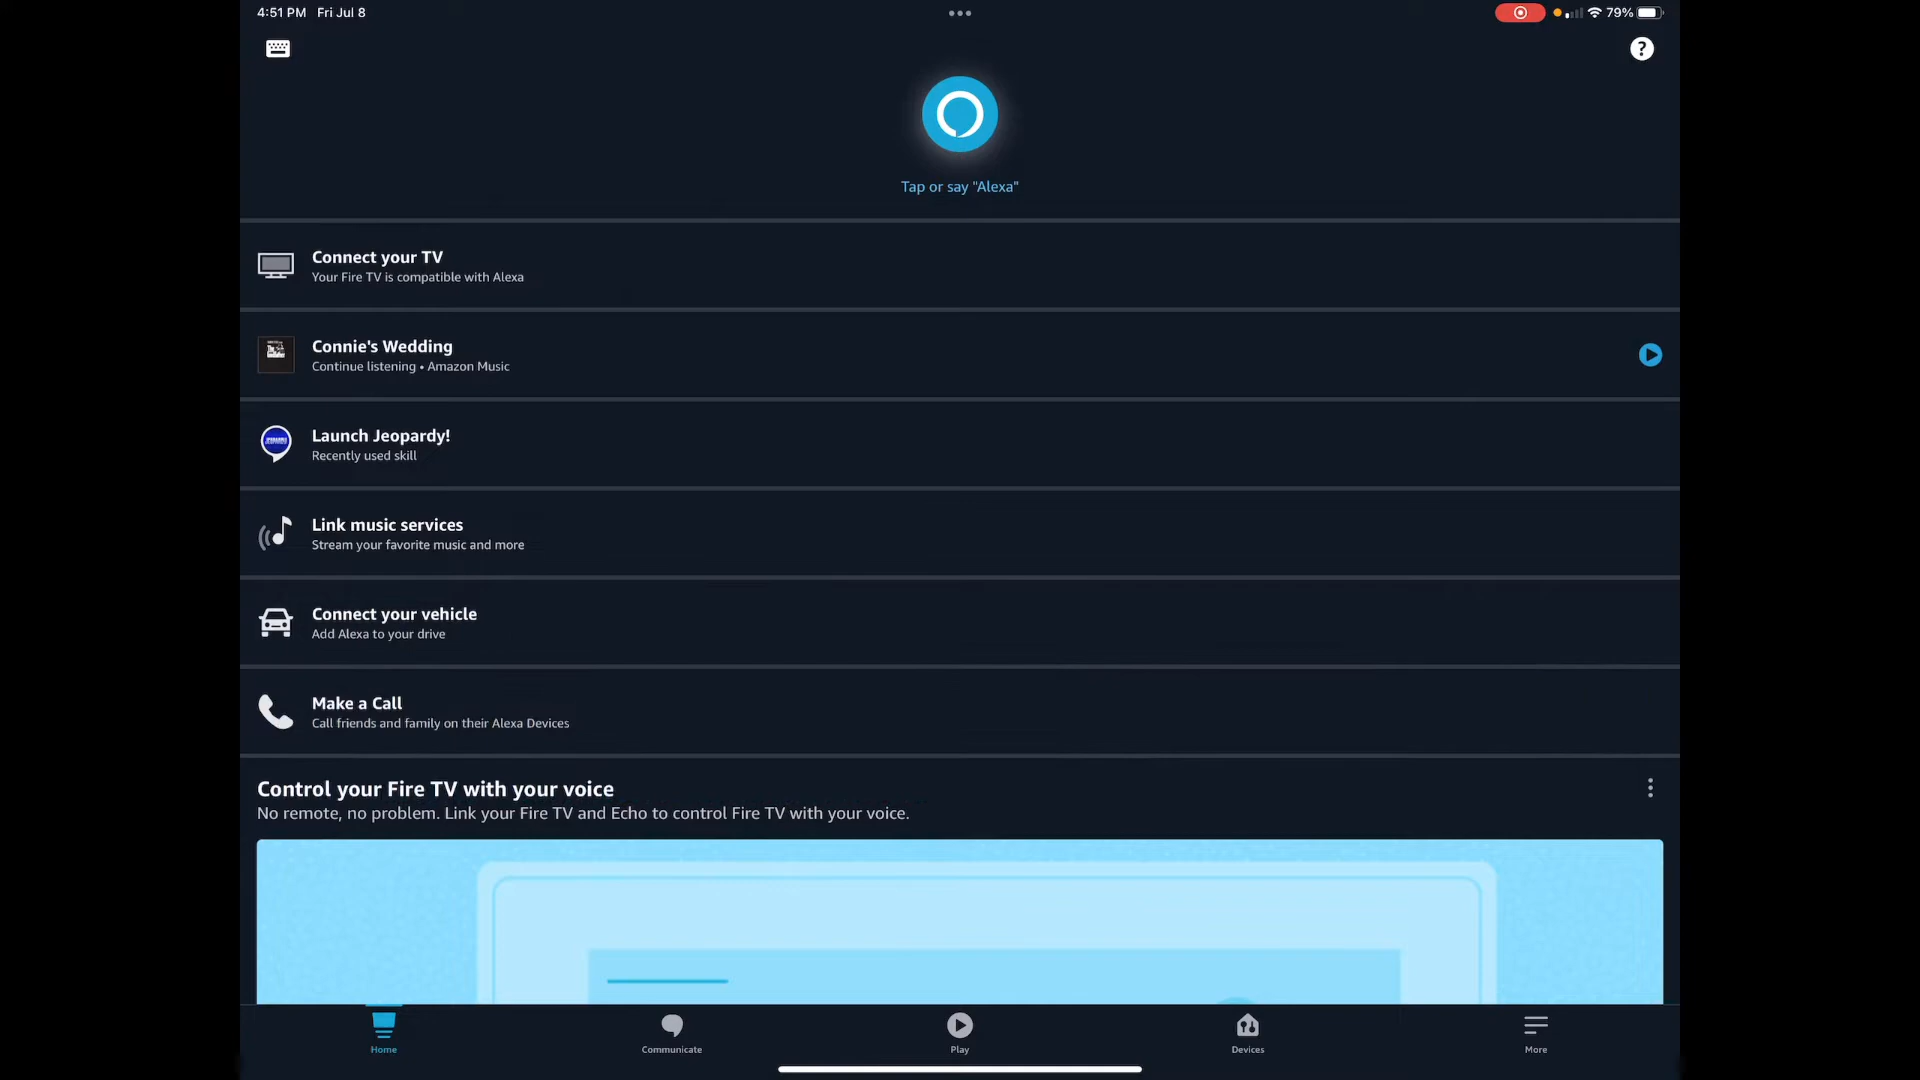 4:51 PM Fri Jul 8
79%
?
Tap or say "Alexa"
Connect your TV
Your Fire TV is compatible with Alexa
Connie's Wedding
Continue listening • Amazon Music
Launch Jeopardy!
Recently used skill
Link music services
Stream your favorite music and more
Connect your vehicle
Add Alexa to your drive
Make a Call
Call friends and family on their Alexa Devices
Control your Fire TV with your voice
No remote, no problem. Link your Fire TV and Echo to control Fire TV with your voice.
Home
Communicate
Play
Devices
More